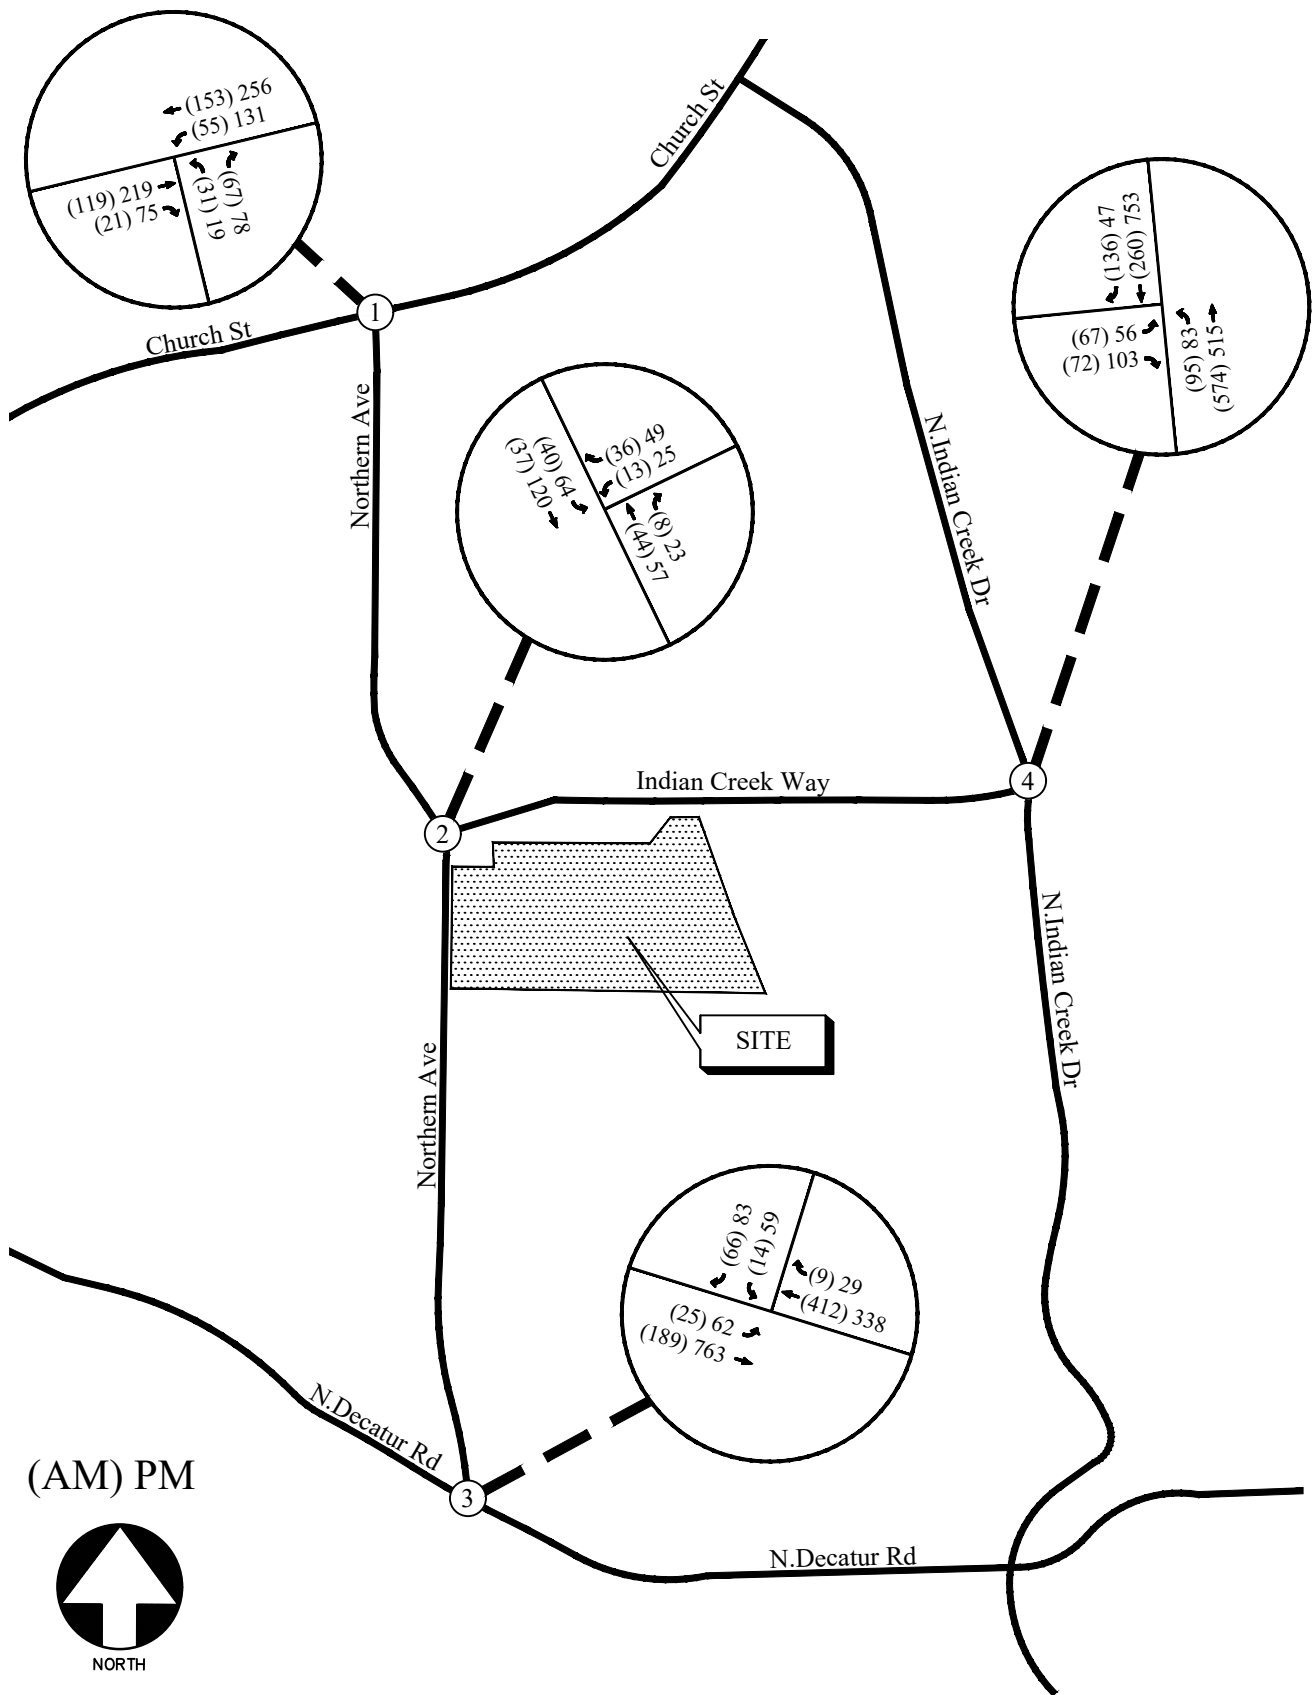 (153) 256
(55) 131
(119) 219
(21) 75
(31) 19
(67) 78
Church St
1
Church St
Northern Ave
(136) 47
(260) 753
(67) 56
(72) 103
(95) 83
(574) 515
(40) 64
(37) 120
(36) 49
(13) 25
(8) 23
(44) 57
N.Indian Creek Dr
Indian Creek Way
4
2
N.Indian Creek Dr
SITE
Northern Ave
(66) 83
(14) 59
(9) 29
(412) 338
(25) 62
(189) 763
N.Decatur Rd
(AM) PM
3
N.Decatur Rd
NORTH